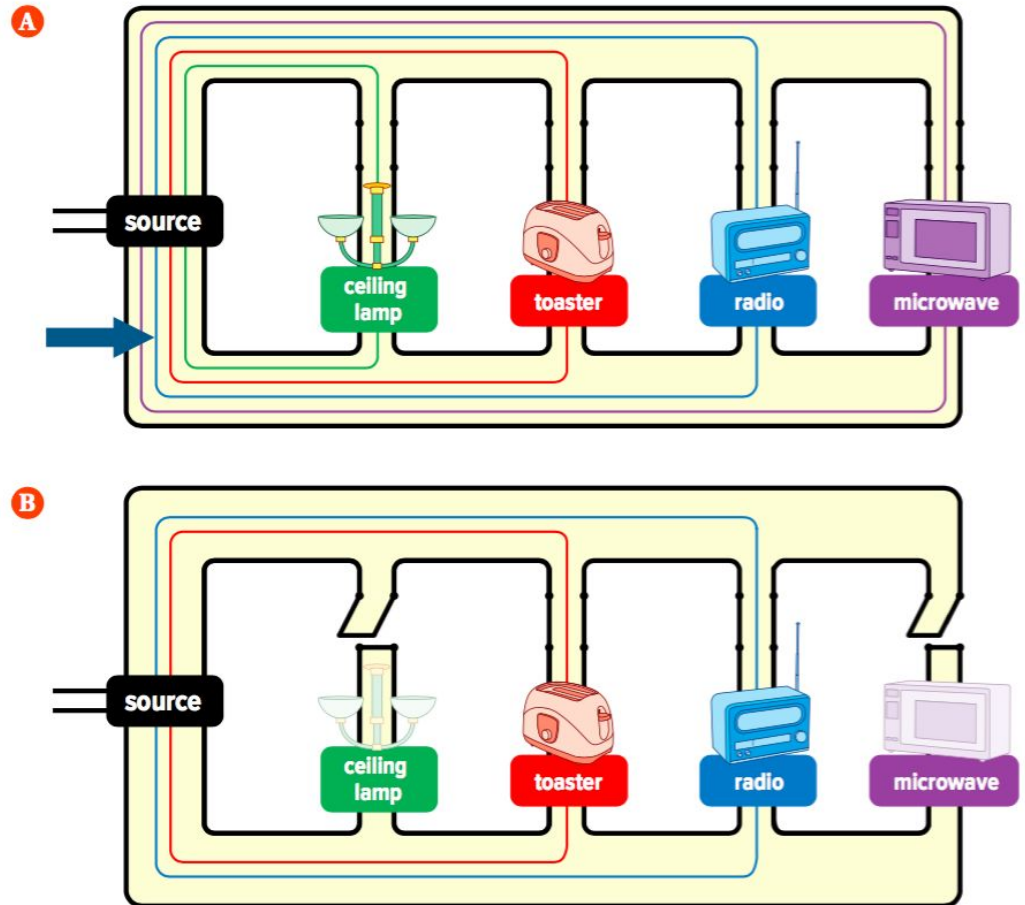 A
source
ceiling
lamp
toaster
radio
microwave
B
source
ceiling
lamp
toaster
radio
microwave